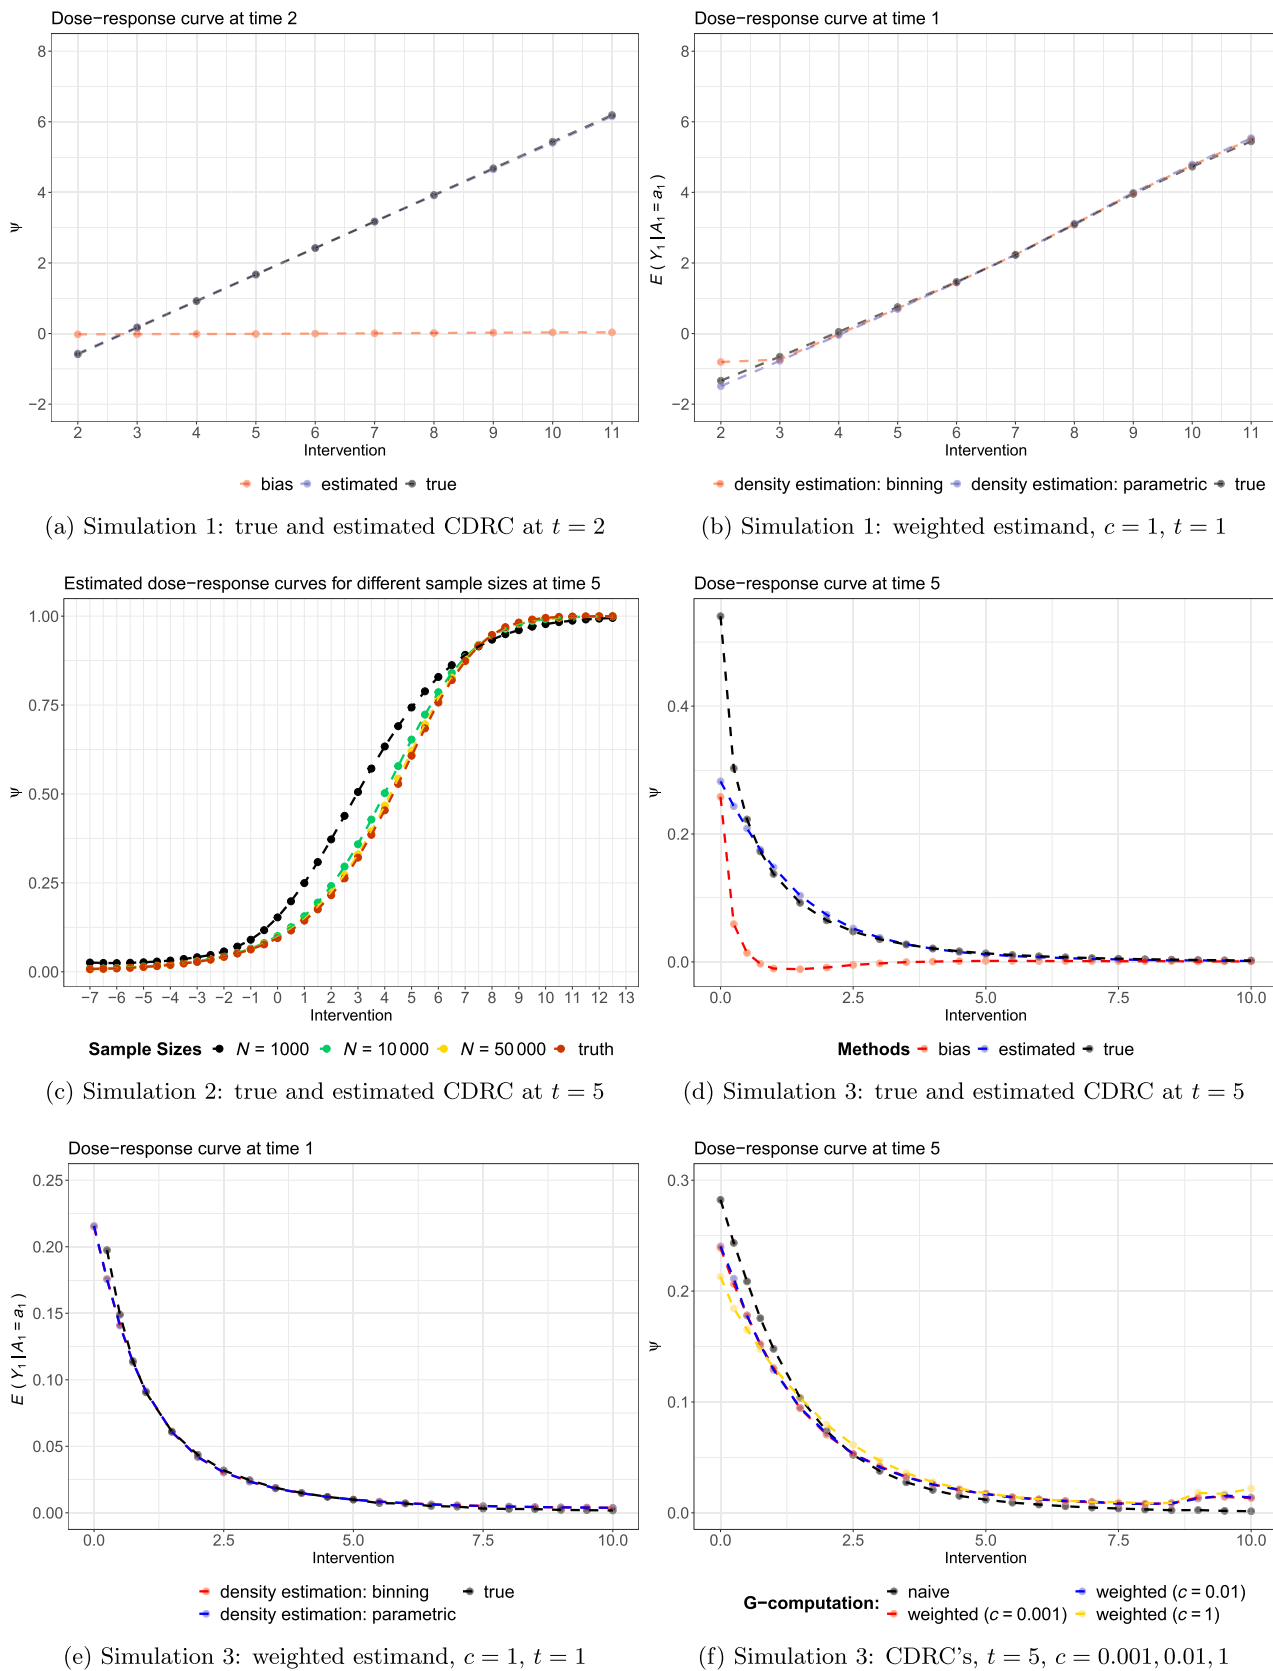 Dose−response curve at time 2
8
6
4
2
0
−2
ψ
2 3 4 5 6 7 8 9 10 11
Intervention
bias estimated true
(a) Simulation 1: true and estimated CDRC at t = 2
Dose−response curve at time 1
8
6
4
2
0
−2
E ( Y1 | A1 = a1 )
2 3 4 5 6 7 8 9 10 11
Intervention
density estimation: binning density estimation: parametric true
(b) Simulation 1: weighted estimand, c = 1, t = 1
Estimated dose−response curves for different sample sizes at time 5
1.00
0.75
0.50
0.25
0.00
ψ
−7 −6 −5 −4 −3 −2 −1 0 1 2 3 4 5 6 7 8 9 10 11 12 13
Intervention
Sample Sizes N = 1000 N = 10 000 N = 50 000 truth
(c) Simulation 2: true and estimated CDRC at t = 5
Dose−response curve at time 5
0.4
0.2
0.0
ψ
0.0 2.5 5.0 7.5 10.0
Intervention
Methods bias estimated true
(d) Simulation 3: true and estimated CDRC at t = 5
Dose−response curve at time 1
0.25
0.20
0.15
0.10
0.05
0.00
E ( Y1 | A1 = a1 )
0.0 2.5 5.0 7.5 10.0
Intervention
density estimation: binning true
density estimation: parametric
(e) Simulation 3: weighted estimand, c = 1, t = 1
Dose−response curve at time 5
0.3
0.2
0.1
0.0
ψ
0.0 2.5 5.0 7.5 10.0
Intervention
G−computation: naive weighted (c = 0.01)
weighted (c = 0.001) weighted (c = 1)
(f) Simulation 3: CDRC's, t = 5, c = 0.001, 0.01, 1